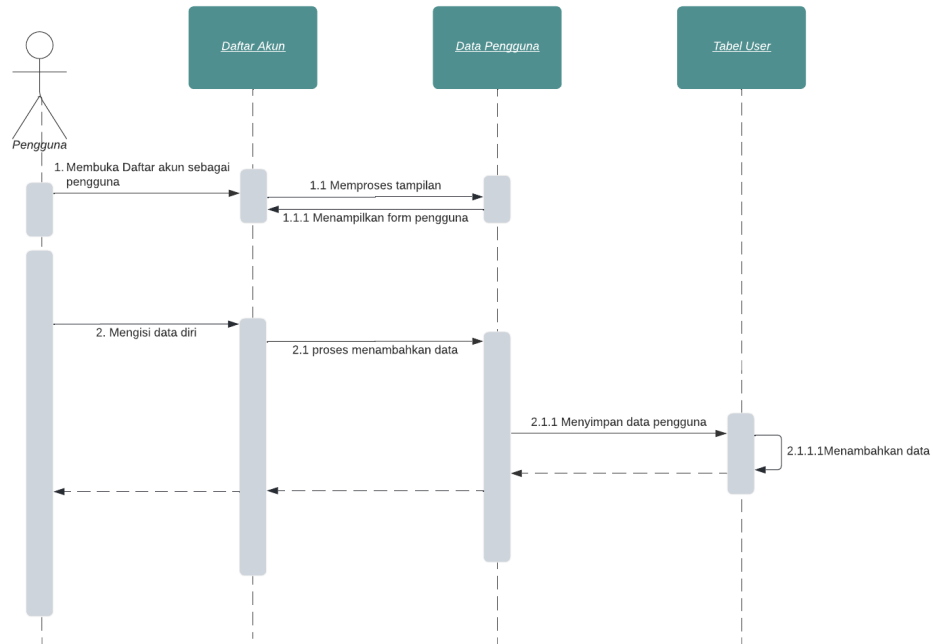 Daftar Akun
Data Pengguna
Tabel User
Pengguna
1. Membuka Daftar akun sebagai
pengguna
1.1 Memproses tampilan
1.1.1 Menampilkan form pengguna
2. Mengisi data diri
2.1 proses menambahkan data
2.1.1 Menyimpan data pengguna
2.1.1.1Menambahkan data